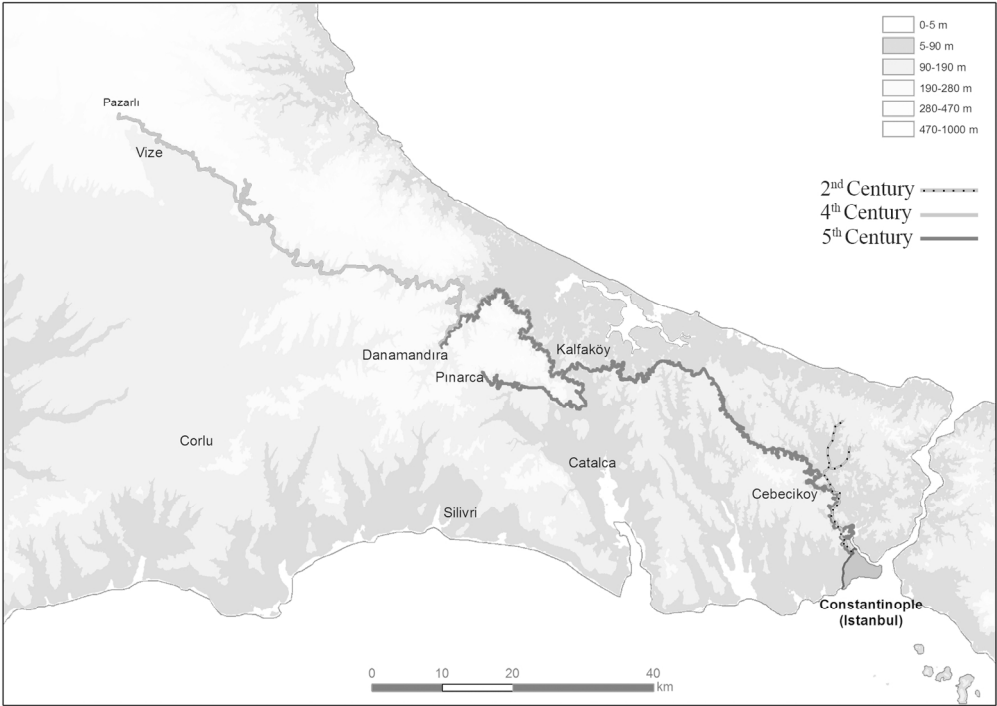 0-5 m
5-90 m
90-190 m
190-280 m
280-470 m
470-1000 m
2nd Century
4th Century
5th Century
Pazarlı
Vize
Kalfaköy
Danamandıra
Pınarca
Corlu
Catalca
Cebecikoy
Silivri
Constantinople
(Istanbul)
0 10 20 40
km